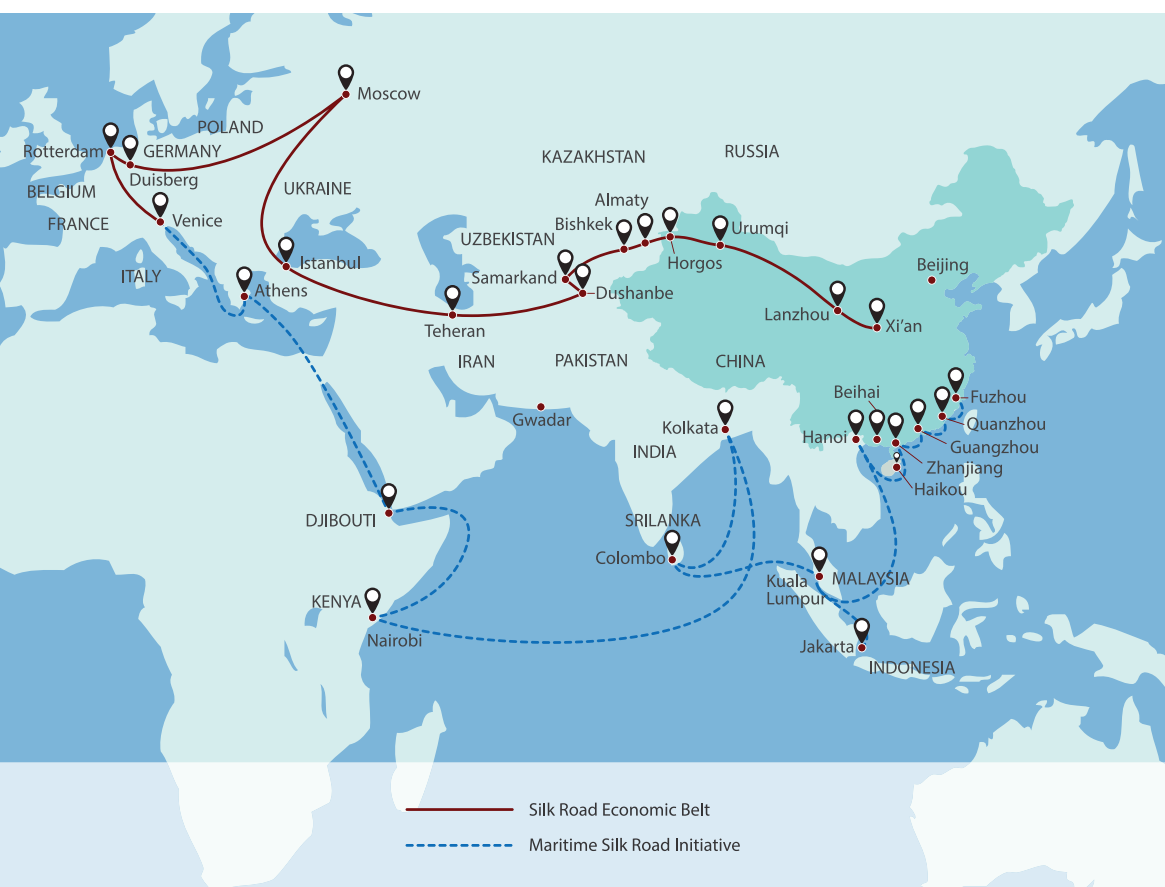 Moscow
POLAND
Rotterdam
GERMANY
Duisberg
KAZAKHSTAN
RUSSIA
BELGIUM
UKRAINE
Almaty
FRANCE
Venice
Bishkek
Urumqi
UZBEKISTAN
Istanbul
Horgos
Beijing
ITALY
Athens
Samarkand
Dushanbe
Lanzhou
Xi'an
Teheran
IRAN
PAKISTAN
CHINA
Beihai
Fuzhou
Gwadar
Kolkata
Hanoi
Quanzhou
INDIA
Guangzhou
Zhanjiang
Haikou
DJIBOUTI
SRILANKA
Colombo
Kuala
Lumpur
MALAYSIA
KENYA
Nairobi
Jakarta
INDONESIA
Silk Road Economic Belt
Maritime Silk Road Initiative